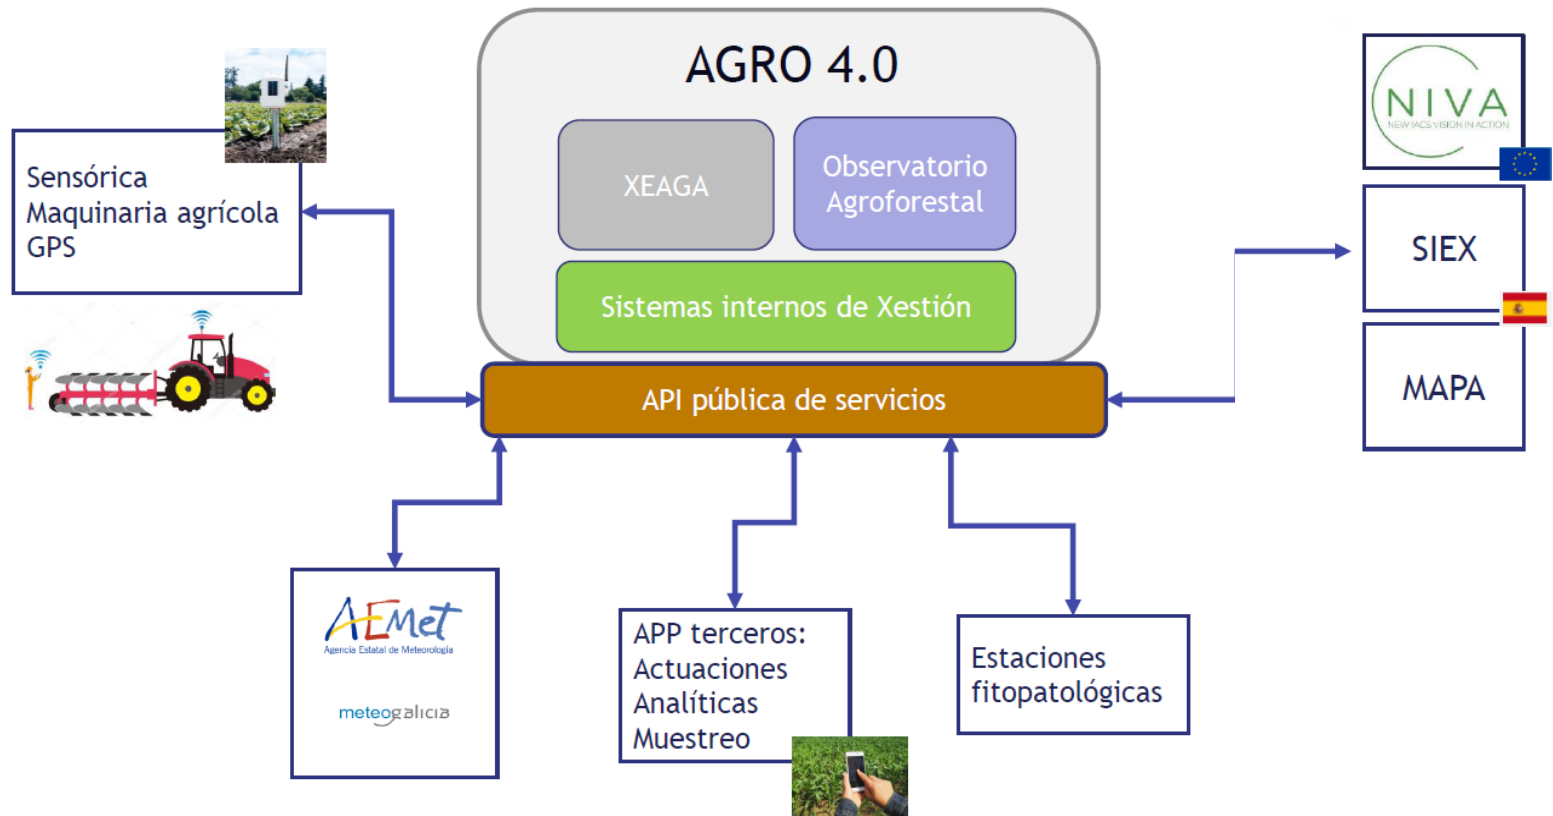 AGRO 4.0
XEAGA
Observatorio
Agroforestal
Sistemas internos de Xestión
API pública de servicios
Sensórica
Maquinaria agrícola
GPS
NIVA
NEW IACS VISION IN ACTION
SIEX
MAPA
AEmet
Agencia Estatal de Meteorología
meteogalicia
APP terceros:
Actuaciones
Analíticas
Muestreo
Estaciones
fitopatológicas